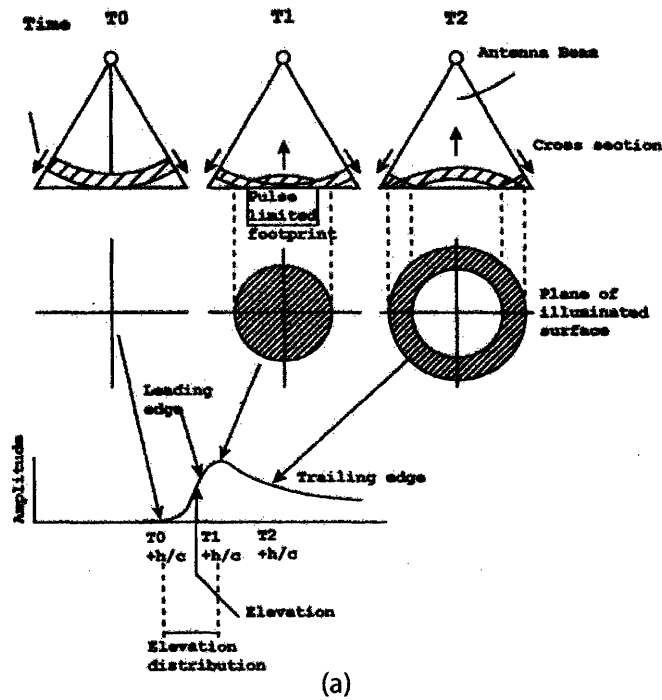 Time T0 T1 T2
Antenna Beam
Cross section
Pulse
limited
footprint
Plane of
illuminated
surface
Leading
edge
Amplitude
Trailing edge
T0 T1 T2
+h/c +h/c +h/c
Elevation
Elevation
distribution
(a)